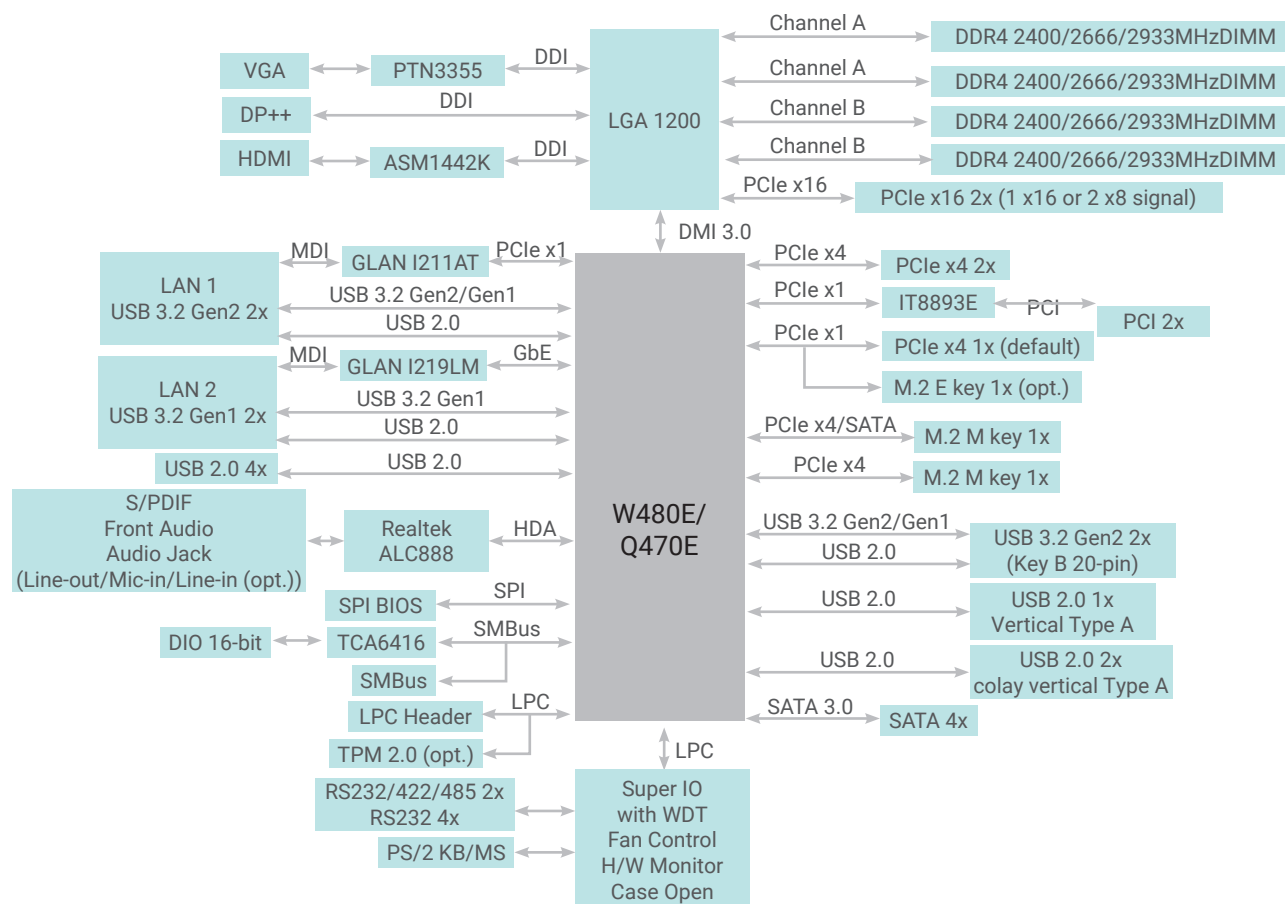 Channel A
DDR4 2400/2666/2933MHzDIMM
VGA
PTN3355
DDI
Channel A
DDR4 2400/2666/2933MHzDIMM
DP++
DDI
LGA 1200
Channel B
DDR4 2400/2666/2933MHzDIMM
HDMI
ASM1442K
DDI
Channel B
DDR4 2400/2666/2933MHzDIMM
PCIe x16
PCIe x16 2x (1 x16 or 2 x8 signal)
DMI 3.0
LAN 1
USB 3.2 Gen2 2x
MDI
GLAN I211AT
PCIe x1
USB 3.2 Gen2/Gen1
USB 2.0
LAN 2
USB 3.2 Gen1 2x
MDI
GLAN I219LM
GbE
USB 3.2 Gen1
USB 2.0
USB 2.0 4x
USB 2.0
S/PDIF
Front Audio
Audio Jack
(Line-out/Mic-in/Line-in (opt.))
Realtek
ALC888
HDA
SPI BIOS
SPI
DIO 16-bit
TCA6416
SMBus
SMBus
LPC Header
LPC
TPM 2.0 (opt.)
W480E/
Q470E
PCIe x4
PCIe x4 2x
PCIe x1
IT8893E
PCI
PCI 2x
PCIe x1
PCIe x4 1x (default)
M.2 E key 1x (opt.)
PCIe x4/SATA
M.2 M key 1x
PCIe x4
M.2 M key 1x
USB 3.2 Gen2/Gen1
USB 2.0
USB 3.2 Gen2 2x
(Key B 20-pin)
USB 2.0
USB 2.0 1x
Vertical Type A
USB 2.0
USB 2.0 2x
colay vertical Type A
SATA 3.0
SATA 4x
LPC
RS232/422/485 2x
RS232 4x
PS/2 KB/MS
Super IO
with WDT
Fan Control
H/W Monitor
Case Open